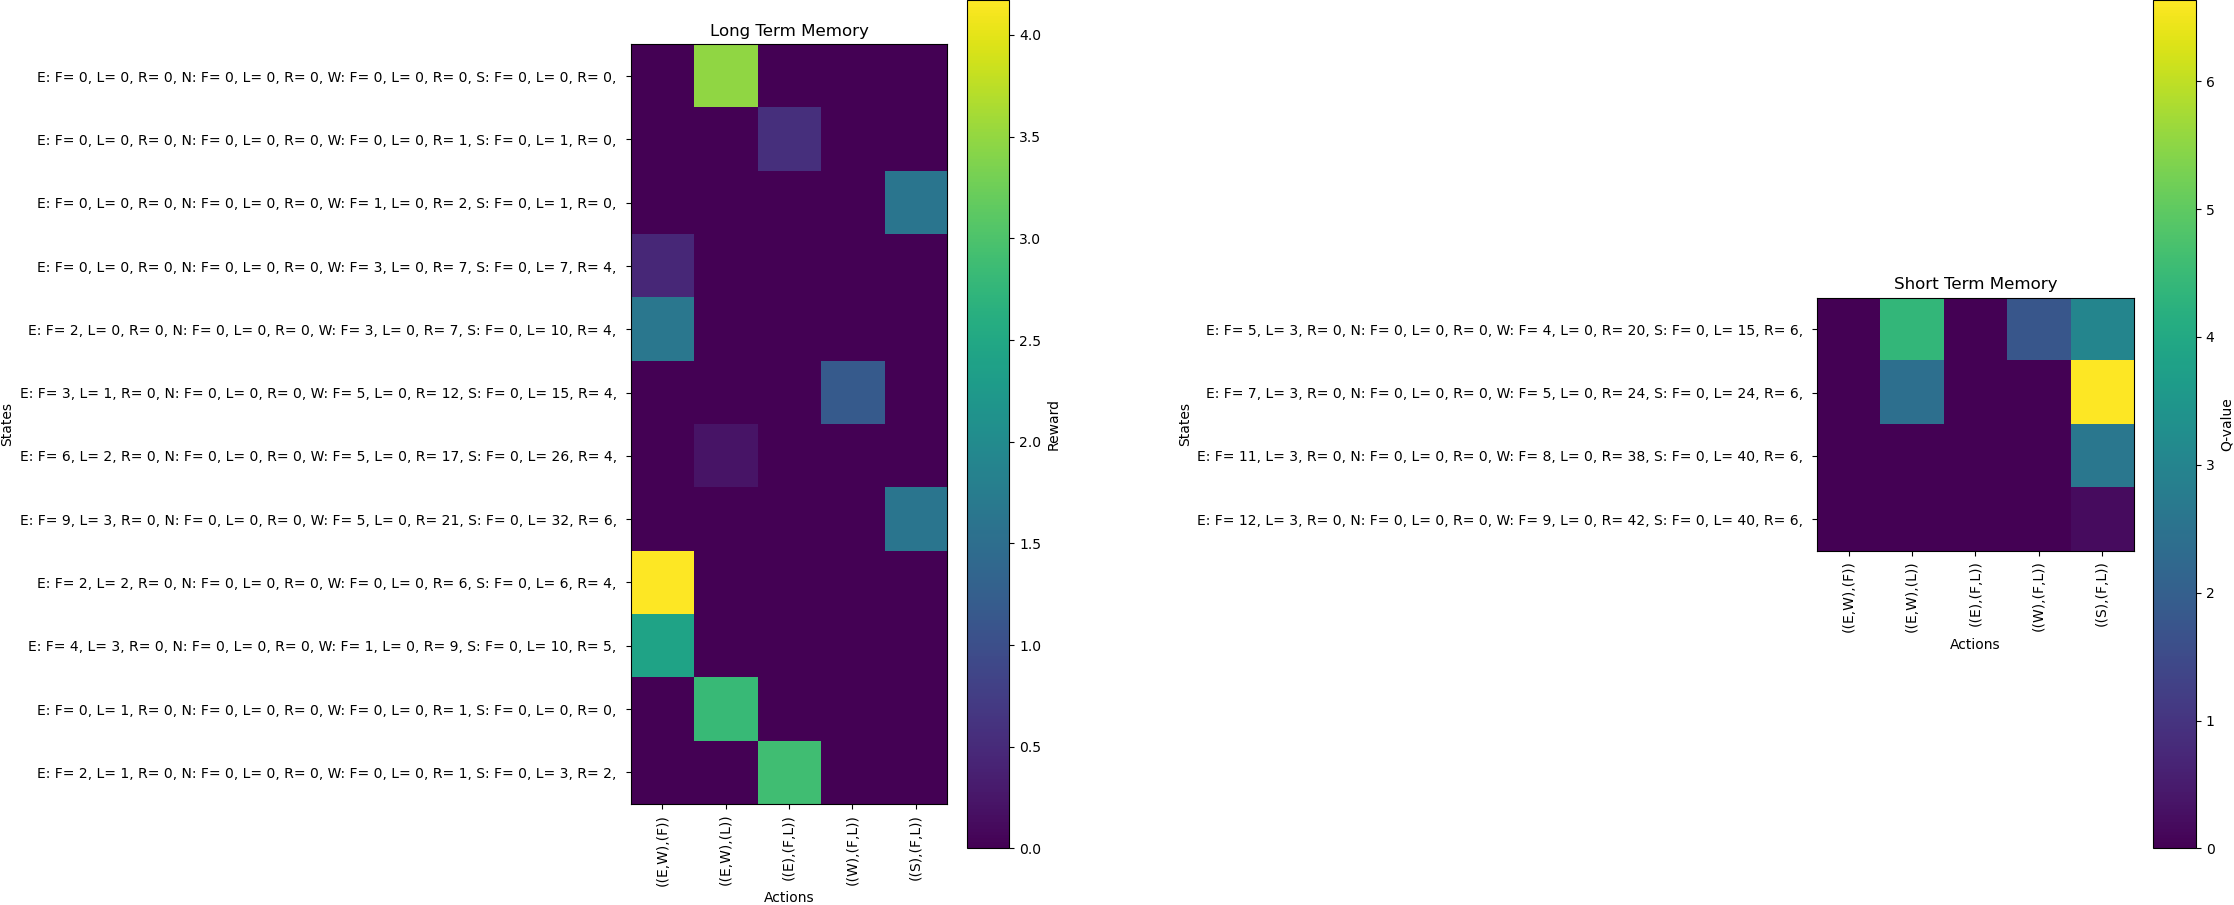 Long Term Memory
States
E: F= 0, L= 0, R= 0, N: F= 0, L= 0, R= 0, W: F= 0, L= 0, R= 0, S: F= 0, L= 0, R= 0,
E: F= 0, L= 0, R= 0, N: F= 0, L= 0, R= 0, W: F= 0, L= 0, R= 1, S: F= 0, L= 1, R= 0,
E: F= 0, L= 0, R= 0, N: F= 0, L= 0, R= 0, W: F= 1, L= 0, R= 2, S: F= 0, L= 1, R= 0,
E: F= 0, L= 0, R= 0, N: F= 0, L= 0, R= 0, W: F= 3, L= 0, R= 7, S: F= 0, L= 7, R= 4,
E: F= 2, L= 0, R= 0, N: F= 0, L= 0, R= 0, W: F= 3, L= 0, R= 7, S: F= 0, L= 10, R= 4,
E: F= 3, L= 1, R= 0, N: F= 0, L= 0, R= 0, W: F= 5, L= 0, R= 12, S: F= 0, L= 15, R= 4,
E: F= 6, L= 2, R= 0, N: F= 0, L= 0, R= 0, W: F= 5, L= 0, R= 17, S: F= 0, L= 26, R= 4,
E: F= 9, L= 3, R= 0, N: F= 0, L= 0, R= 0, W: F= 5, L= 0, R= 21, S: F= 0, L= 32, R= 6,
E: F= 2, L= 2, R= 0, N: F= 0, L= 0, R= 0, W: F= 0, L= 0, R= 6, S: F= 0, L= 6, R= 4,
E: F= 4, L= 3, R= 0, N: F= 0, L= 0, R= 0, W: F= 1, L= 0, R= 9, S: F= 0, L= 10, R= 5,
E: F= 0, L= 1, R= 0, N: F= 0, L= 0, R= 0, W: F= 0, L= 0, R= 1, S: F= 0, L= 0, R= 0,
E: F= 2, L= 1, R= 0, N: F= 0, L= 0, R= 0, W: F= 0, L= 0, R= 1, S: F= 0, L= 3, R= 2,
((E,W),(F))
((E,W),(L))
((E),(F,L))
((W),(F,L))
((S),(F,L))
Actions
4.0
3.5
3.0
2.5
2.0
1.5
1.0
0.5
0.0
Reward
Short Term Memory
States
E: F= 5, L= 3, R= 0, N: F= 0, L= 0, R= 0, W: F= 4, L= 0, R= 20, S: F= 0, L= 15, R= 6,
E: F= 7, L= 3, R= 0, N: F= 0, L= 0, R= 0, W: F= 5, L= 0, R= 24, S: F= 0, L= 24, R= 6,
E: F= 11, L= 3, R= 0, N: F= 0, L= 0, R= 0, W: F= 8, L= 0, R= 38, S: F= 0, L= 40, R= 6,
E: F= 12, L= 3, R= 0, N: F= 0, L= 0, R= 0, W: F= 9, L= 0, R= 42, S: F= 0, L= 40, R= 6,
((E,W),(F))
((E,W),(L))
((E),(F,L))
((W),(F,L))
((S),(F,L))
Actions
6
5
4
3
2
1
0
Q-value